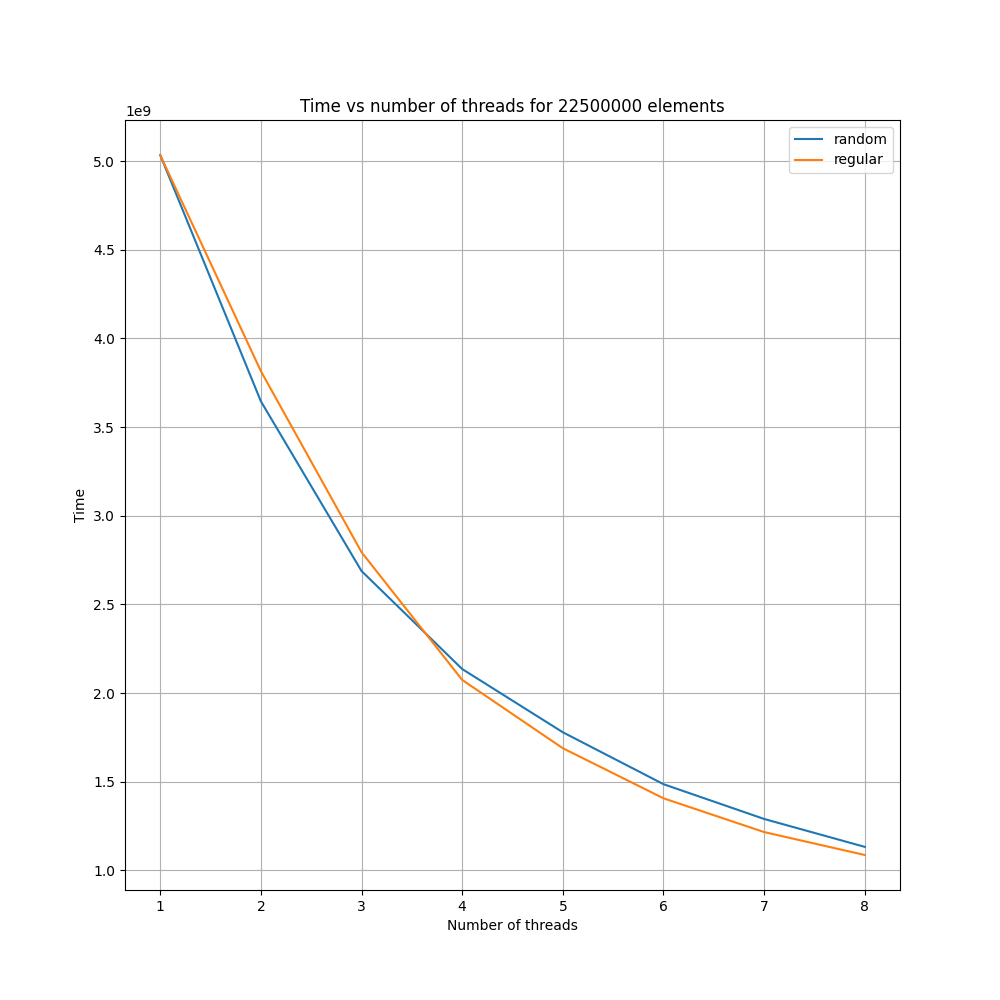 Time vs number of threads for 22500000 elements
1e9
random
regular
5.0
4.5
4.0
3.5
3.0
2.5
2.0
1.5
1.0
Time
1 2 3 4 5 6 7 8
Number of threads